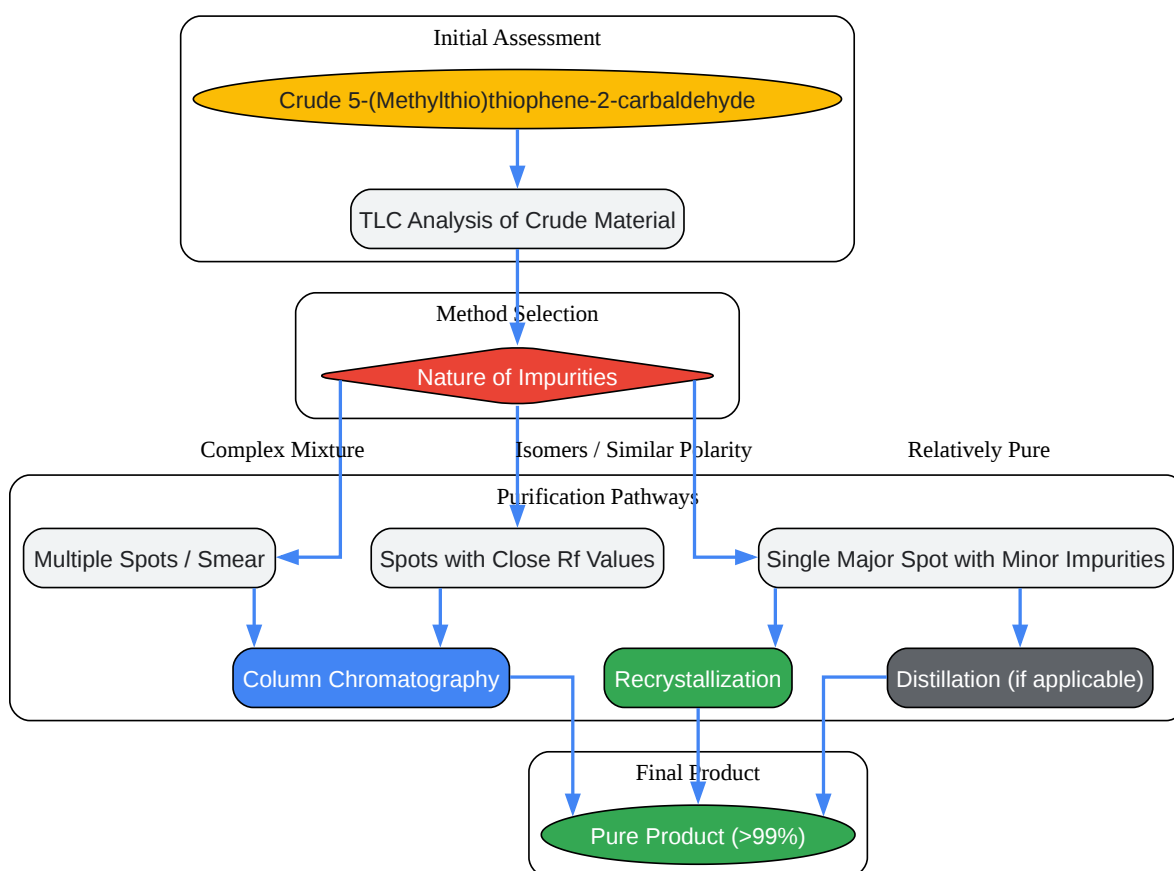 Initial Assessment
Crude 5-(Methylthio)thiophene-2-carbaldehyde
TLC Analysis of Crude Material
Method Selection
Nature of Impurities
Complex Mixture
Isomers / Similar Polarity
Relatively Pure
Purification Pathways
Multiple Spots / Smear
Spots with Close Rf Values
Single Major Spot with Minor Impurities
Column Chromatography
Recrystallization
Distillation (if applicable)
Final Product
Pure Product (>99%)